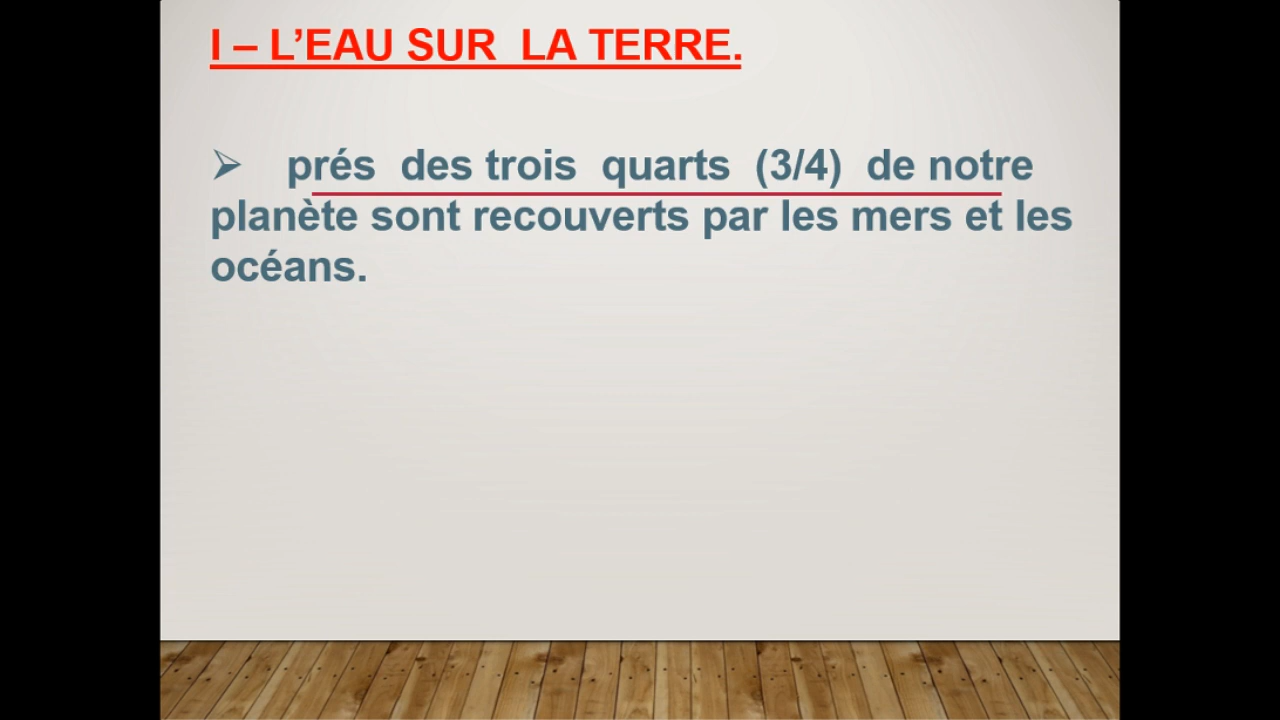 I – L’EAU SUR LA TERRE.
➢ prés des trois quarts (3/4) de notre
planète sont recouverts par les mers et les
océans.